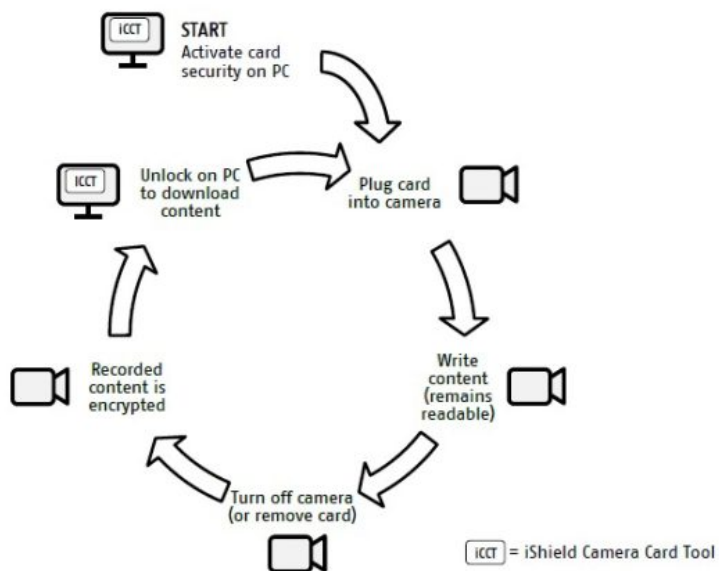 iCCT
START
Activate card
security on PC
iCCT
Unlock on PC
to download
content
Plug card
into camera
Write
content
(remains
readable)
Turn off camera
(or remove card)
Recorded
content is
encrypted
iCCT = iShield Camera Card Tool